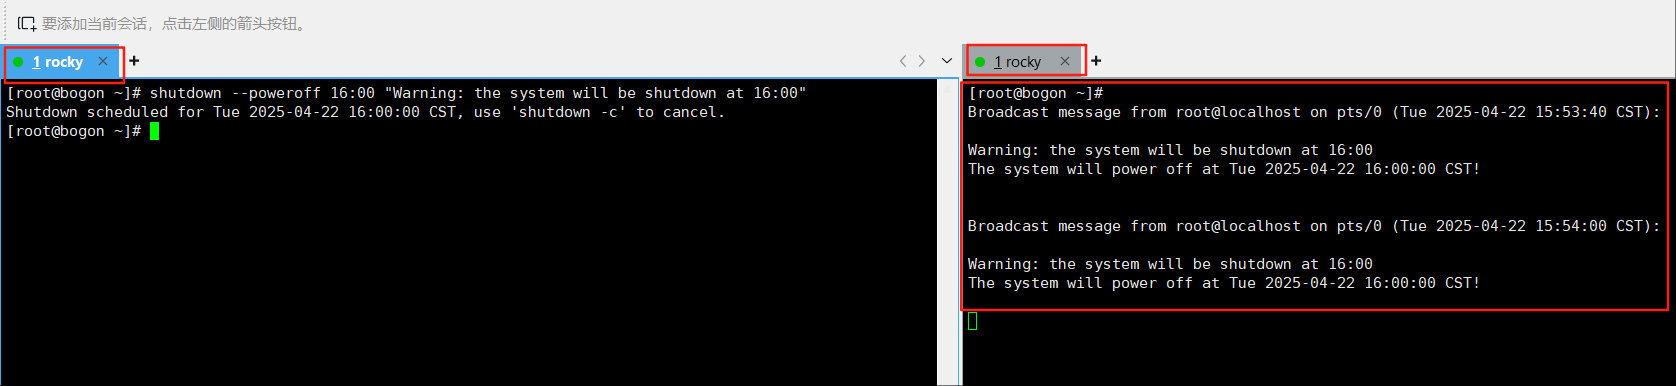 要添加当前会话，点击左侧的箭头按钮。
1 rocky
[root@bogon ~]# shutdown --poweroff 16:00 "Warning: the system will be shutdown at 16:00"
Shutdown scheduled for Tue 2025-04-22 16:00:00 CST, use 'shutdown -c' to cancel.
[root@bogon ~]#
1 rocky
[root@bogon ~]#
Broadcast message from root@localhost on pts/0 (Tue 2025-04-22 15:53:40 CST):
Warning: the system will be shutdown at 16:00
The system will power off at Tue 2025-04-22 16:00:00 CST!
Broadcast message from root@localhost on pts/0 (Tue 2025-04-22 15:54:00 CST):
Warning: the system will be shutdown at 16:00
The system will power off at Tue 2025-04-22 16:00:00 CST!